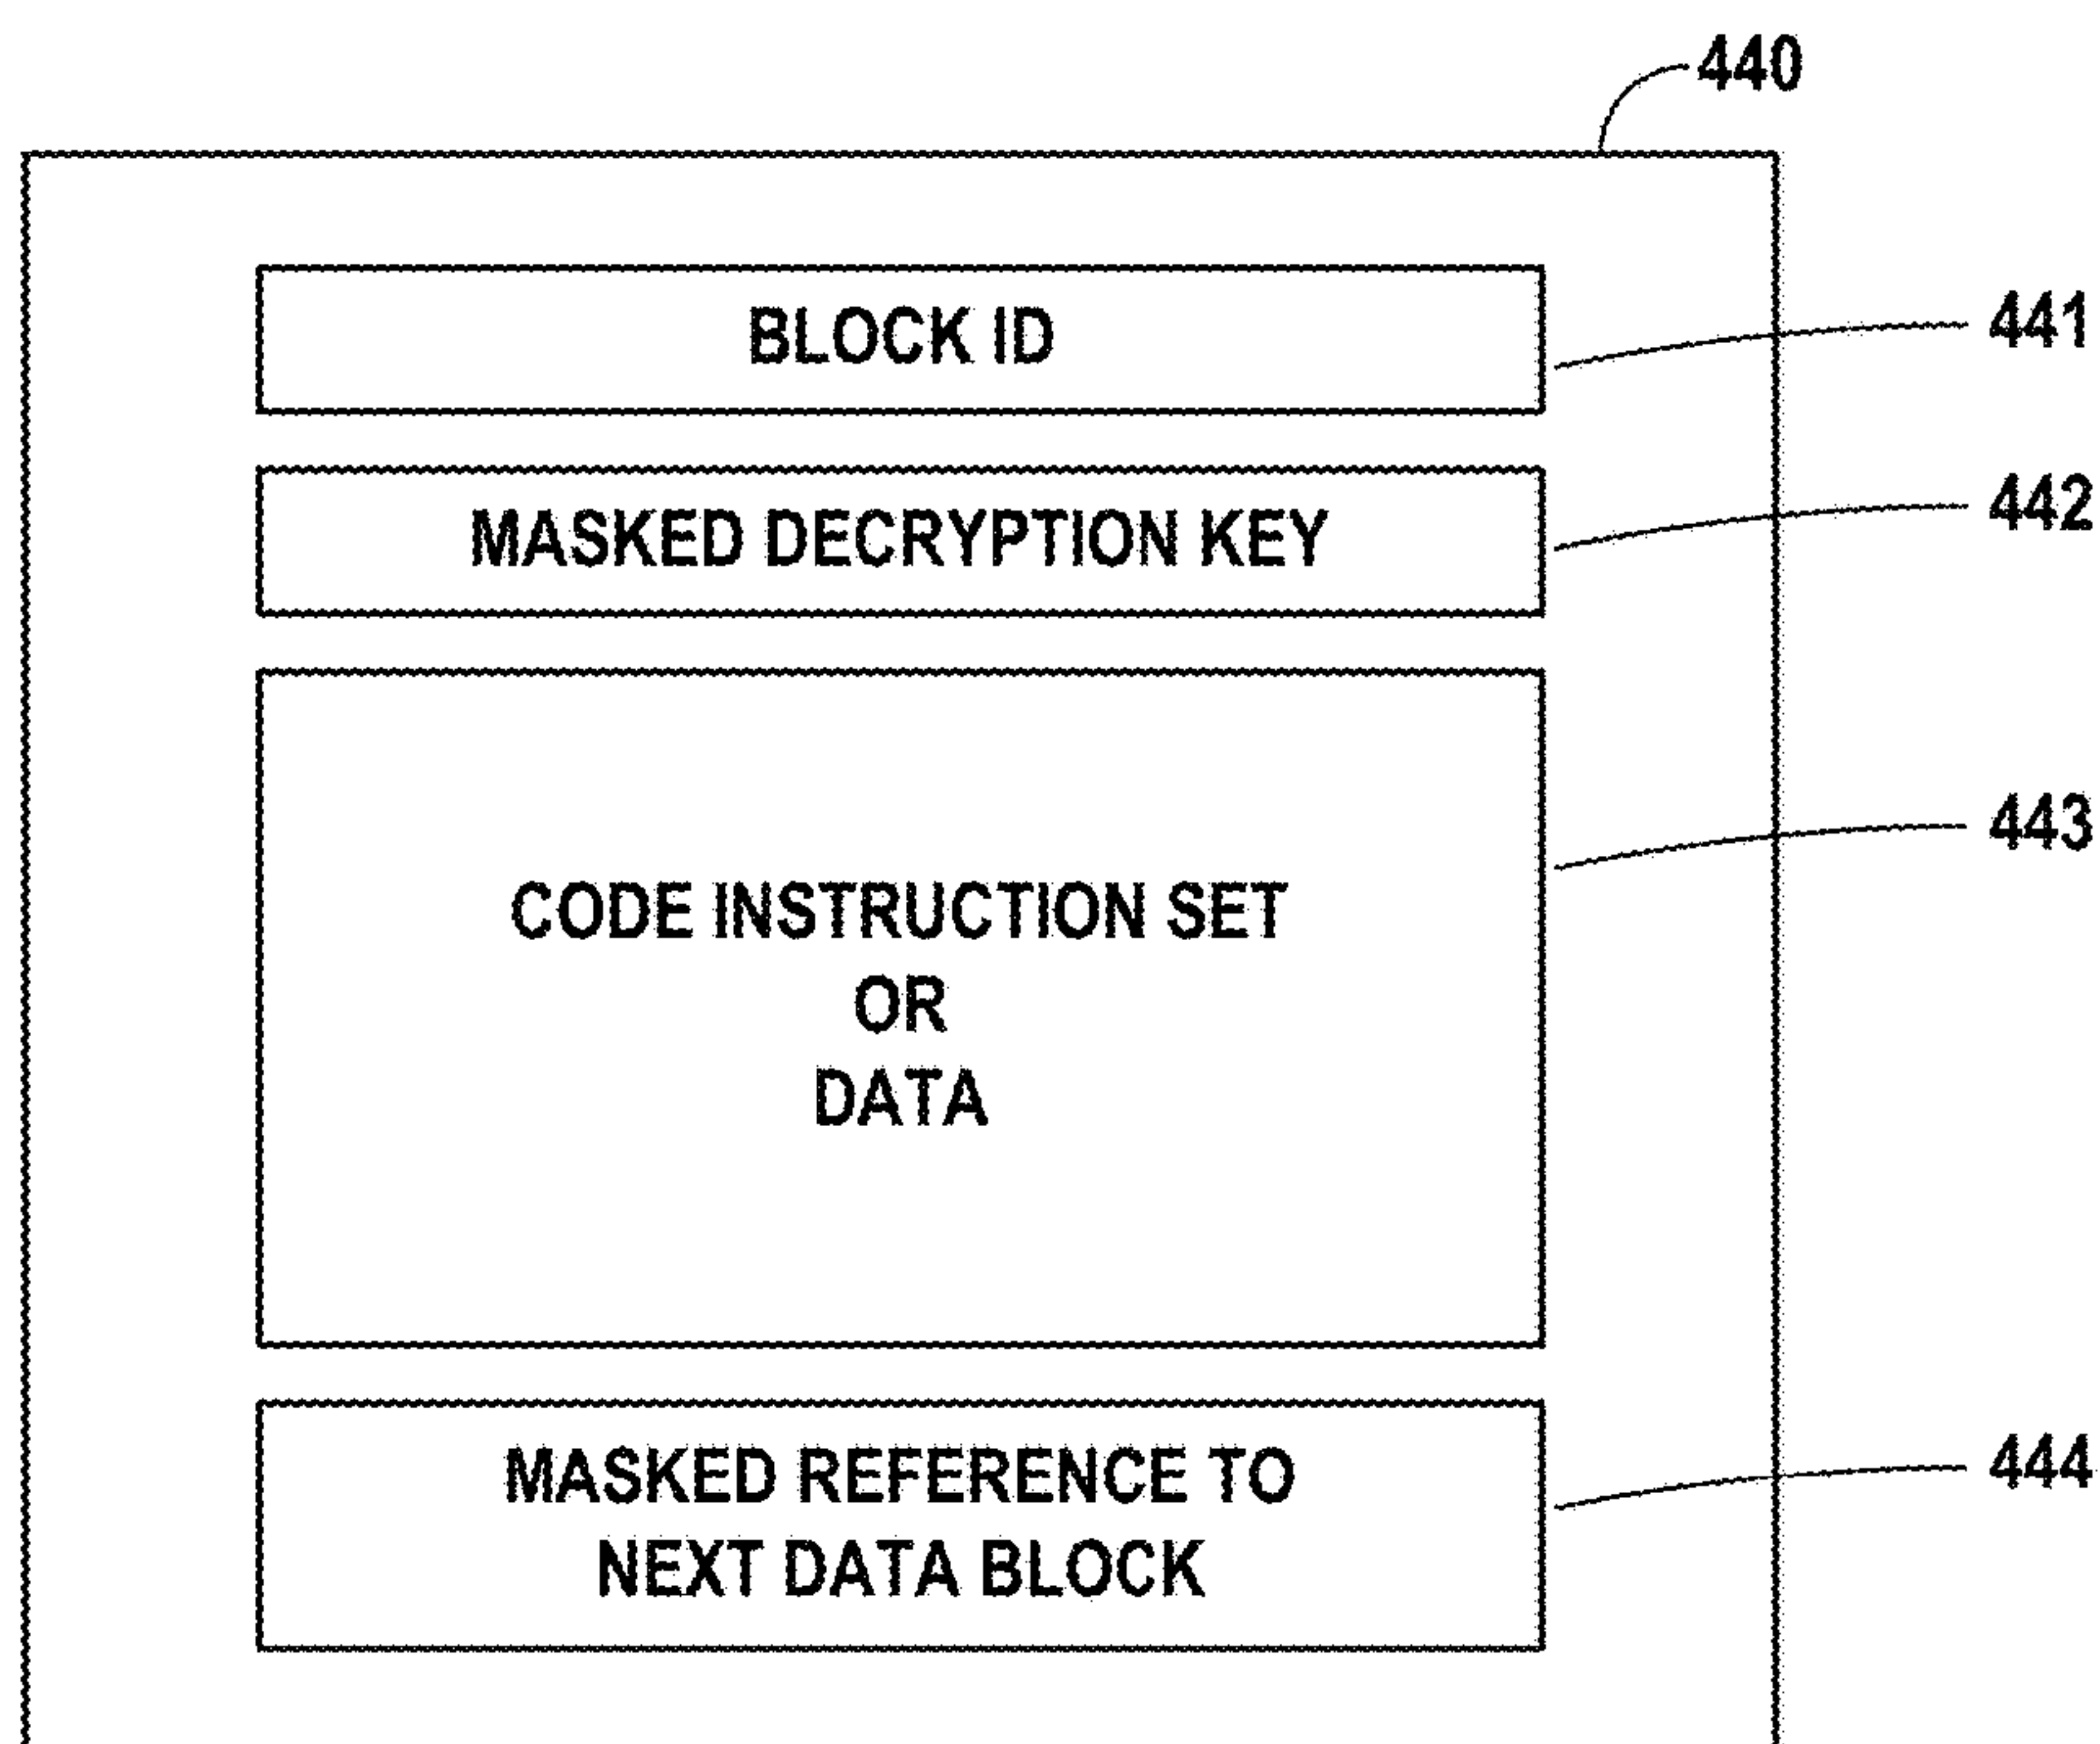 440
BLOCK ID
441
MASKED DECRYPTION KEY
442
443
CODE INSTRUCTION SET
OR
DATA
MASKED REFERENCE TO
NEXT DATA BLOCK
444